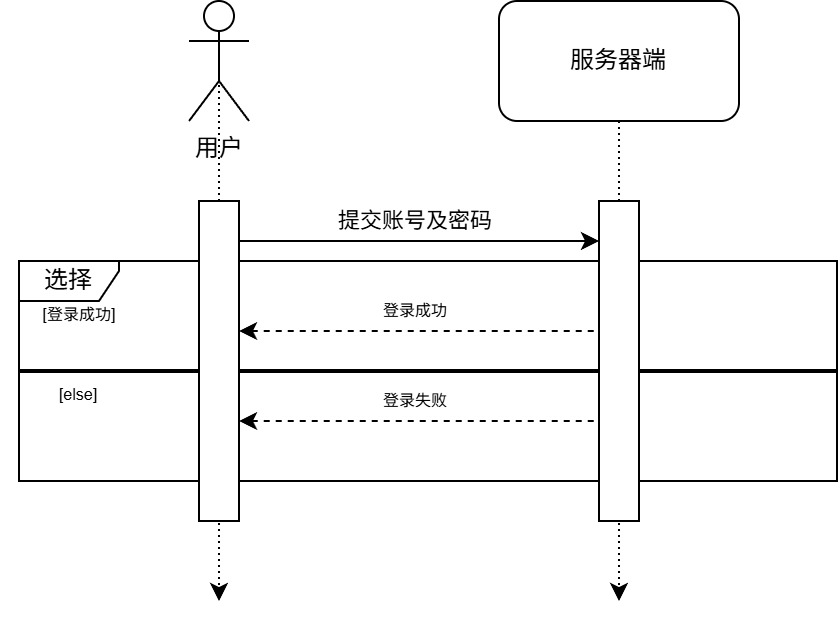 服务器端
用户
提交账号及密码
选择
[登录成功]
登录成功
[else]
登录失败